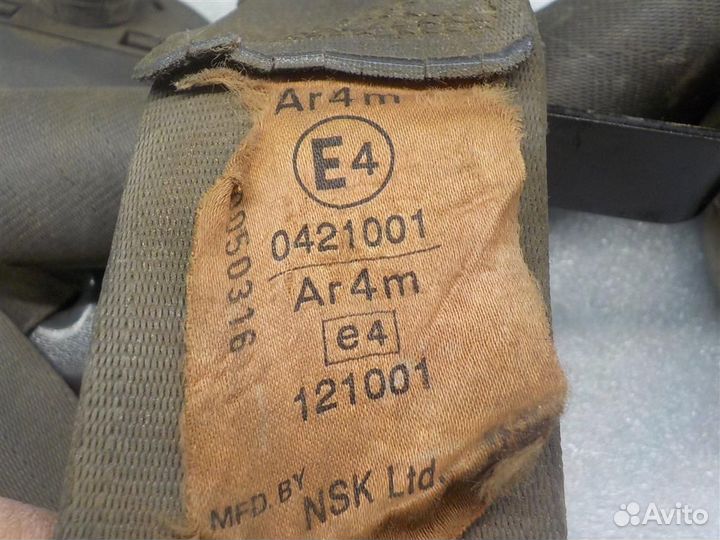 Ar4m
E4
0421001
Ar4m
e4
121001
MFD. BY NSK Ltd.
050316
Avito